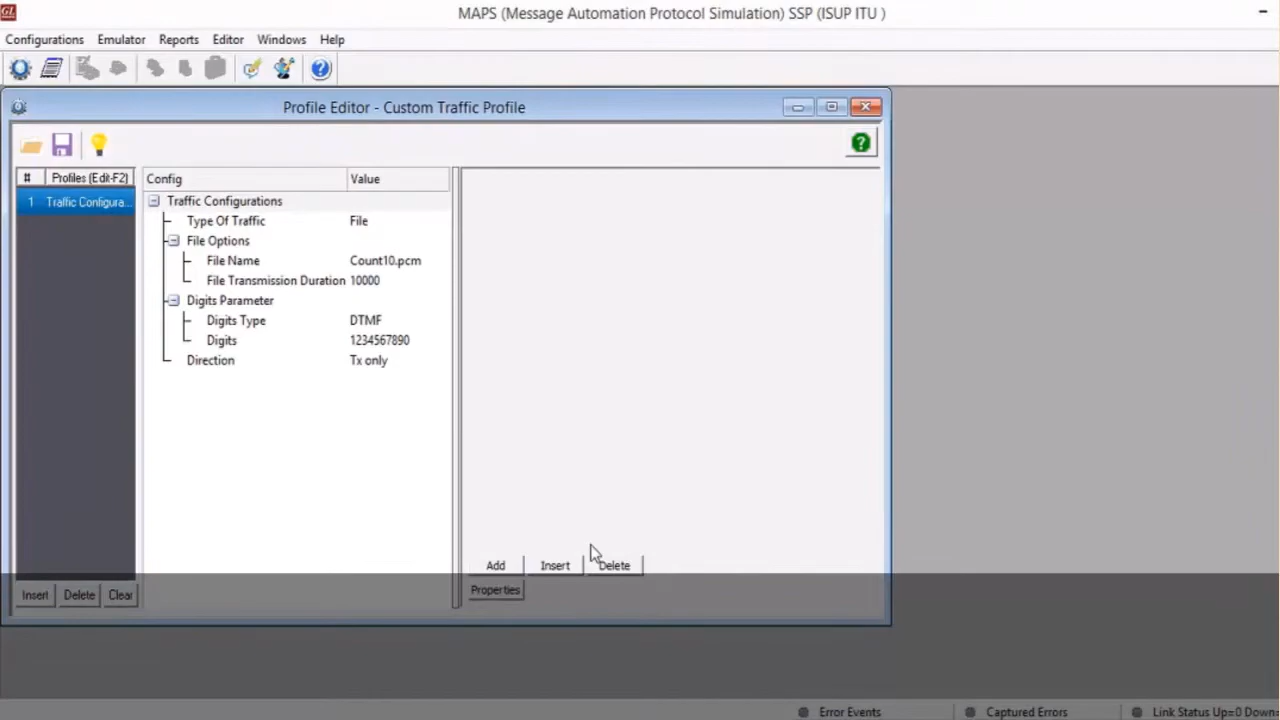 GL
MAPS (Message Automation Protocol Simulation) SSP (ISUP ITU )
Configurations Emulator Reports Editor Windows Help
Profile Editor - Custom Traffic Profile
# Profiles (Edit-F2) Config Value
1 Traffic Configura... Traffic Configurations
Type Of Traffic File
File Options
File Name Count10.pcm
File Transmission Duration 10000
Digits Parameter
Digits Type DTMF
Digits 1234567890
Direction Tx only
Add Insert Delete
Properties
Insert Delete Clear
Error Events Captured Errors Link Status Up=0 Down=